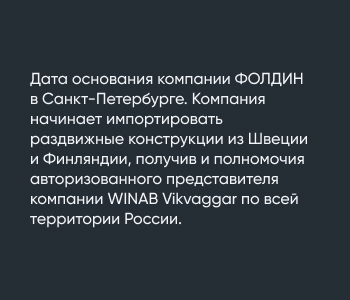 Дата основания компании ФОЛДИН
в Санкт-Петербурге. Компания
начинает импортировать
раздвижные конструкции из Швеции
и Финляндии, получив и полномочия
авторизованного представителя
компании WINAB Vikvaggar по всей
территории России.